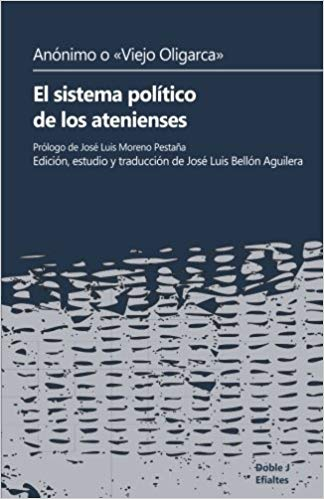 Anónimo o «Viejo Oligarca»
El sistema político
de los atenienses
Prólogo de José Luis Moreno Pestaña
Edición, estudio y traducción de José Luis Bellón Aguilera
Doble J
Efialtes